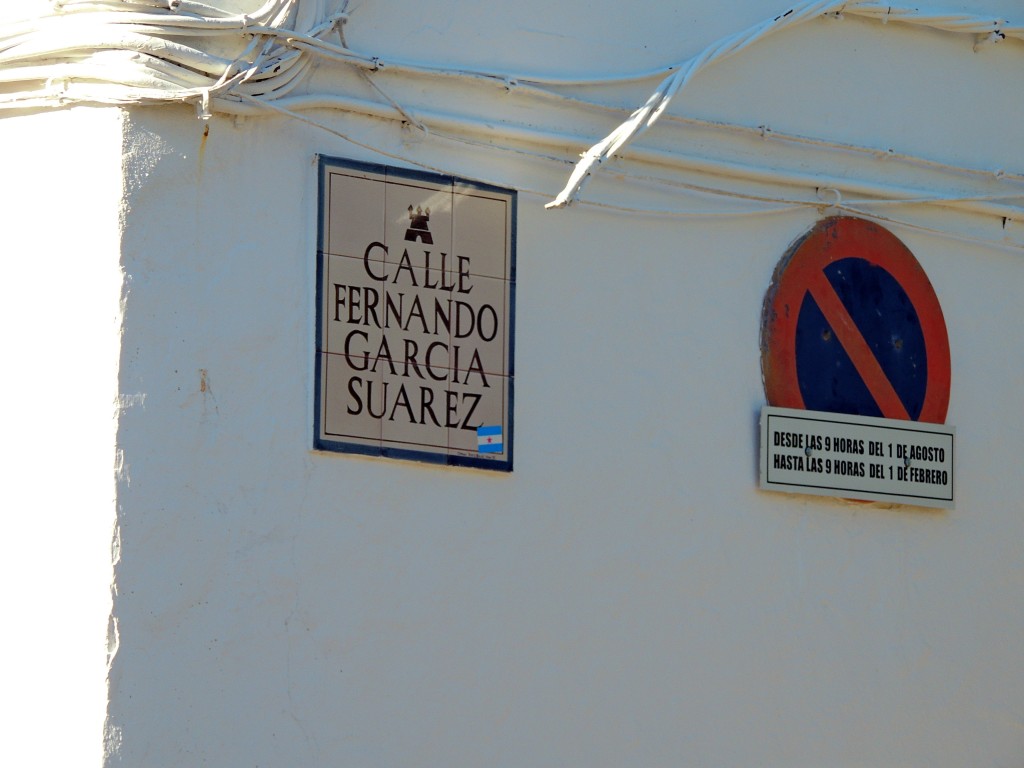 CALLE
FERNANDO
GARCIA
SUAREZ
DESDE LAS 9 HORAS DEL 1 DE AGOSTO
HASTA LAS 9 HORAS DEL 1 DE FEBRERO